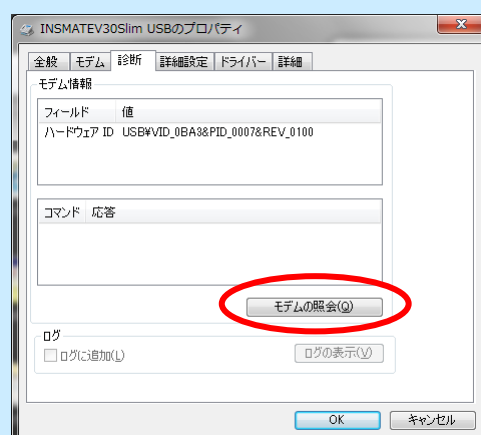 INSMATEV30Slim USBのプロパティ
全般 モデム 診断 詳細設定 ドライバー 詳細
モデム情報
フィールド 値
ハードウェア ID USB¥VID_0BA3&PID_0007&REV_0100
コマンド 応答
モデムの照会(Q)
ログ
ログに追加(L) ログの表示(V)
OK キャンセル